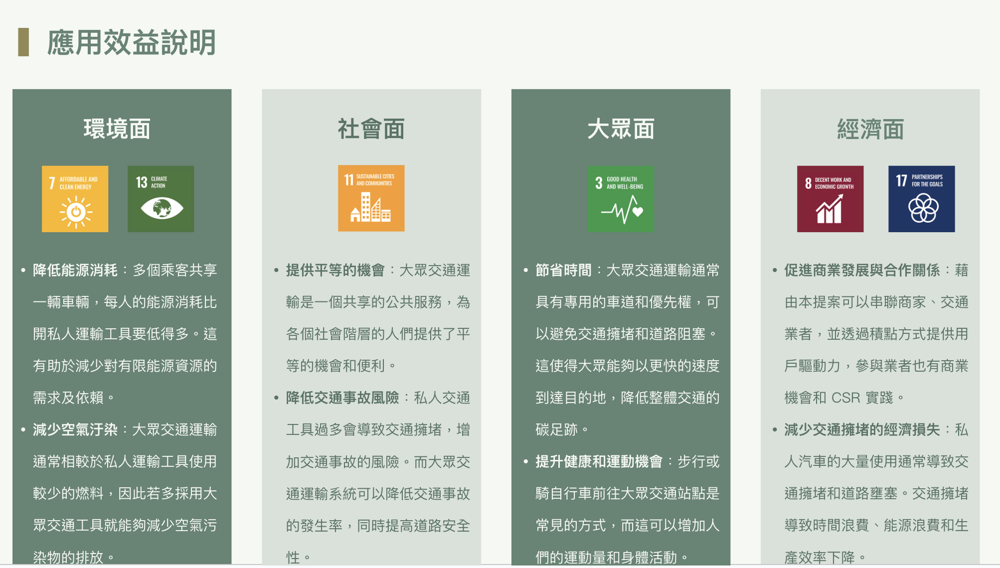 應用效益說明
環境面
7 AFFORDABLE AND
CLEAN ENERGY
13 CLIMATE
ACTION
• 降低能源消耗：多個乘客共享
一輛車輛，每人的能源消耗比
開私人運輸工具要低得多。這
有助於減少對有限能源資源的
需求及依賴。
• 減少空氣汙染：大眾交通運輸
通常相較於私人運輸工具使用
較少的燃料，因此若多採用大
眾交通工具就能夠減少空氣污
染物的排放。
社會面
11 SUSTAINABLE CITIES
AND COMMUNITIES
• 提供平等的機會：大眾交通運
輸是一個共享的公共服務，為
各個社會階層的人們提供了平
等的機會和便利。
• 降低交通事故風險：私人交通
工具過多會導致交通擁堵，增
加交通事故的風險。而大眾交
通運輸系統可以降低交通事故
的發生率，同時提高道路安全
性。
大眾面
3 GOOD HEALTH
AND WELL-BEING
• 節省時間：大眾交通運輸通常
具有專用的車道和優先權，可
以避免交通擁堵和道路阻塞。
這使得大眾能夠以更快的速度
到達目的地，降低整體交通的
碳足跡。
• 提升健康和運動機會：步行或
騎自行車前往大眾交通站點是
常見的方式，而這可以增加人
們的運動量和身體活動。
經濟面
8 DECENT WORK AND
ECONOMIC GROWTH
17 PARTNERSHIPS
FOR THE GOALS
• 促進商業發展與合作關係：藉
由本提案可以串聯商家、交通
業者，並透過積點方式提供用
戶驅動力，參與業者也有商業
機會和 CSR 實踐。
• 減少交通擁堵的經濟損失：私
人汽車的大量使用通常導致交
通擁堵和道路壅塞。交通擁堵
導致時間浪費、能源浪費和生
產效率下降。